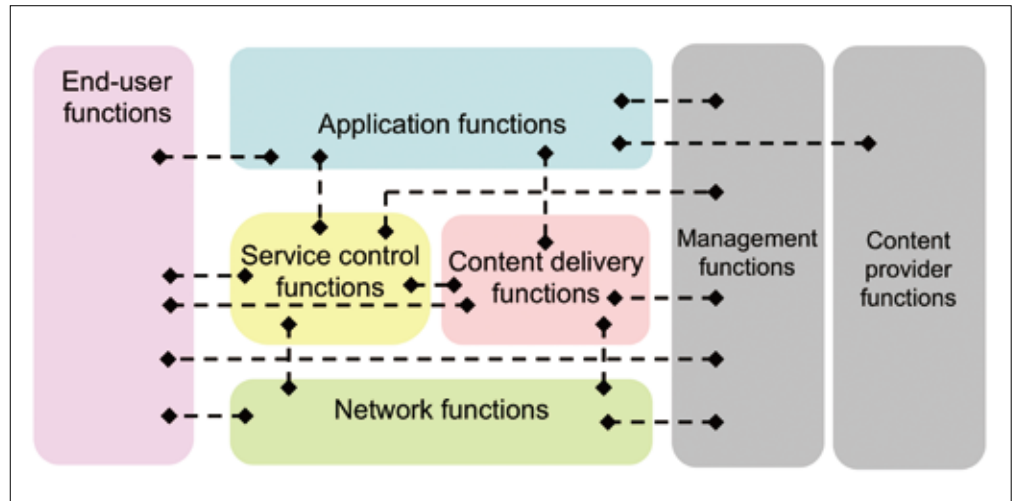 End-user
functions
Application functions
Service control
functions
Content delivery
functions
Management
functions
Content
provider
functions
Network functions